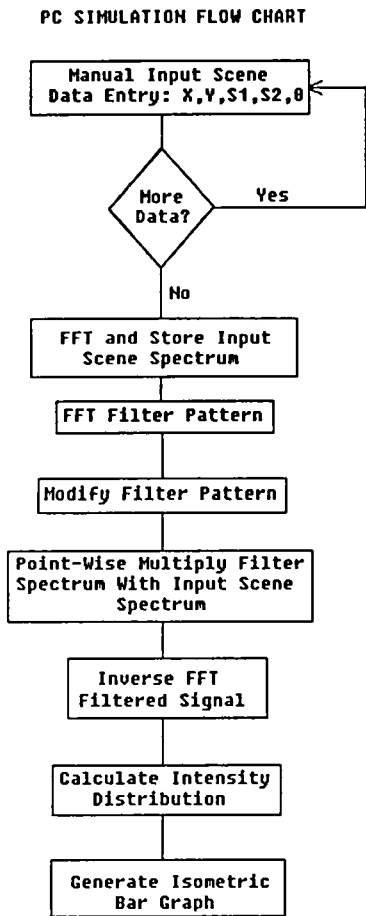 PC SIMULATION FLOW CHART
Manual Input Scene
Data Entry: X,Y,S1,S2,θ
More
Data?
Yes
No
FFT and Store Input
Scene Spectrum
FFT Filter Pattern
Modify Filter Pattern
Point-Wise Multiply Filter
Spectrum With Input Scene
Spectrum
Inverse FFT
Filtered Signal
Calculate Intensity
Distribution
Generate Isometric
Bar Graph